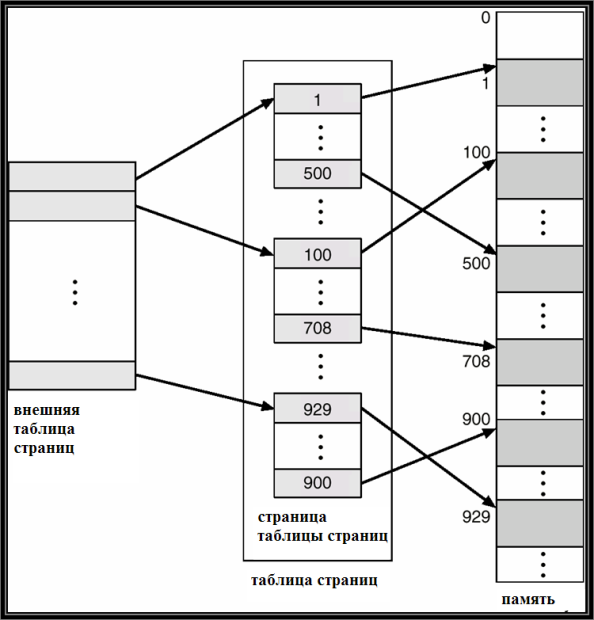 0
1
1
100
500
500
100
708
708
929
900
900
929
внешняя
таблица
страниц
страница
таблицы страниц
таблица страниц
память